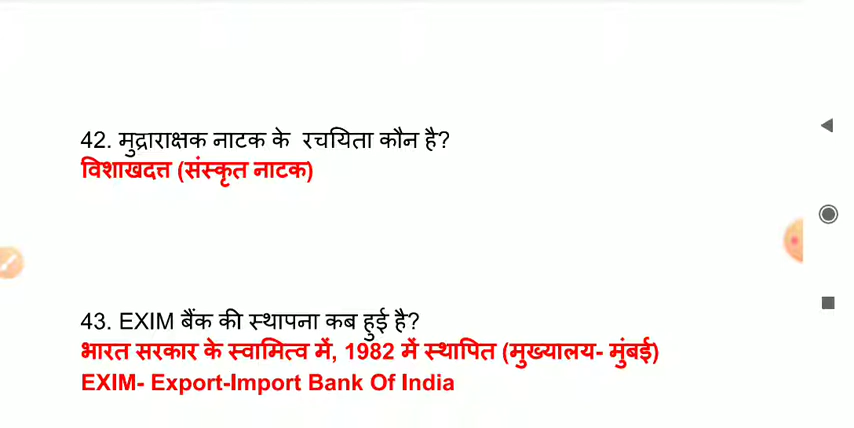 42. मुद्राराक्षक नाटक के रचयिता कौन है?
विशाखदत्त (संस्कृत नाटक)
43. EXIM बैंक की स्थापना कब हुई है?
भारत सरकार के स्वामित्व में, 1982 में स्थापित (मुख्यालय- मुंबई)
EXIM- Export-Import Bank Of India